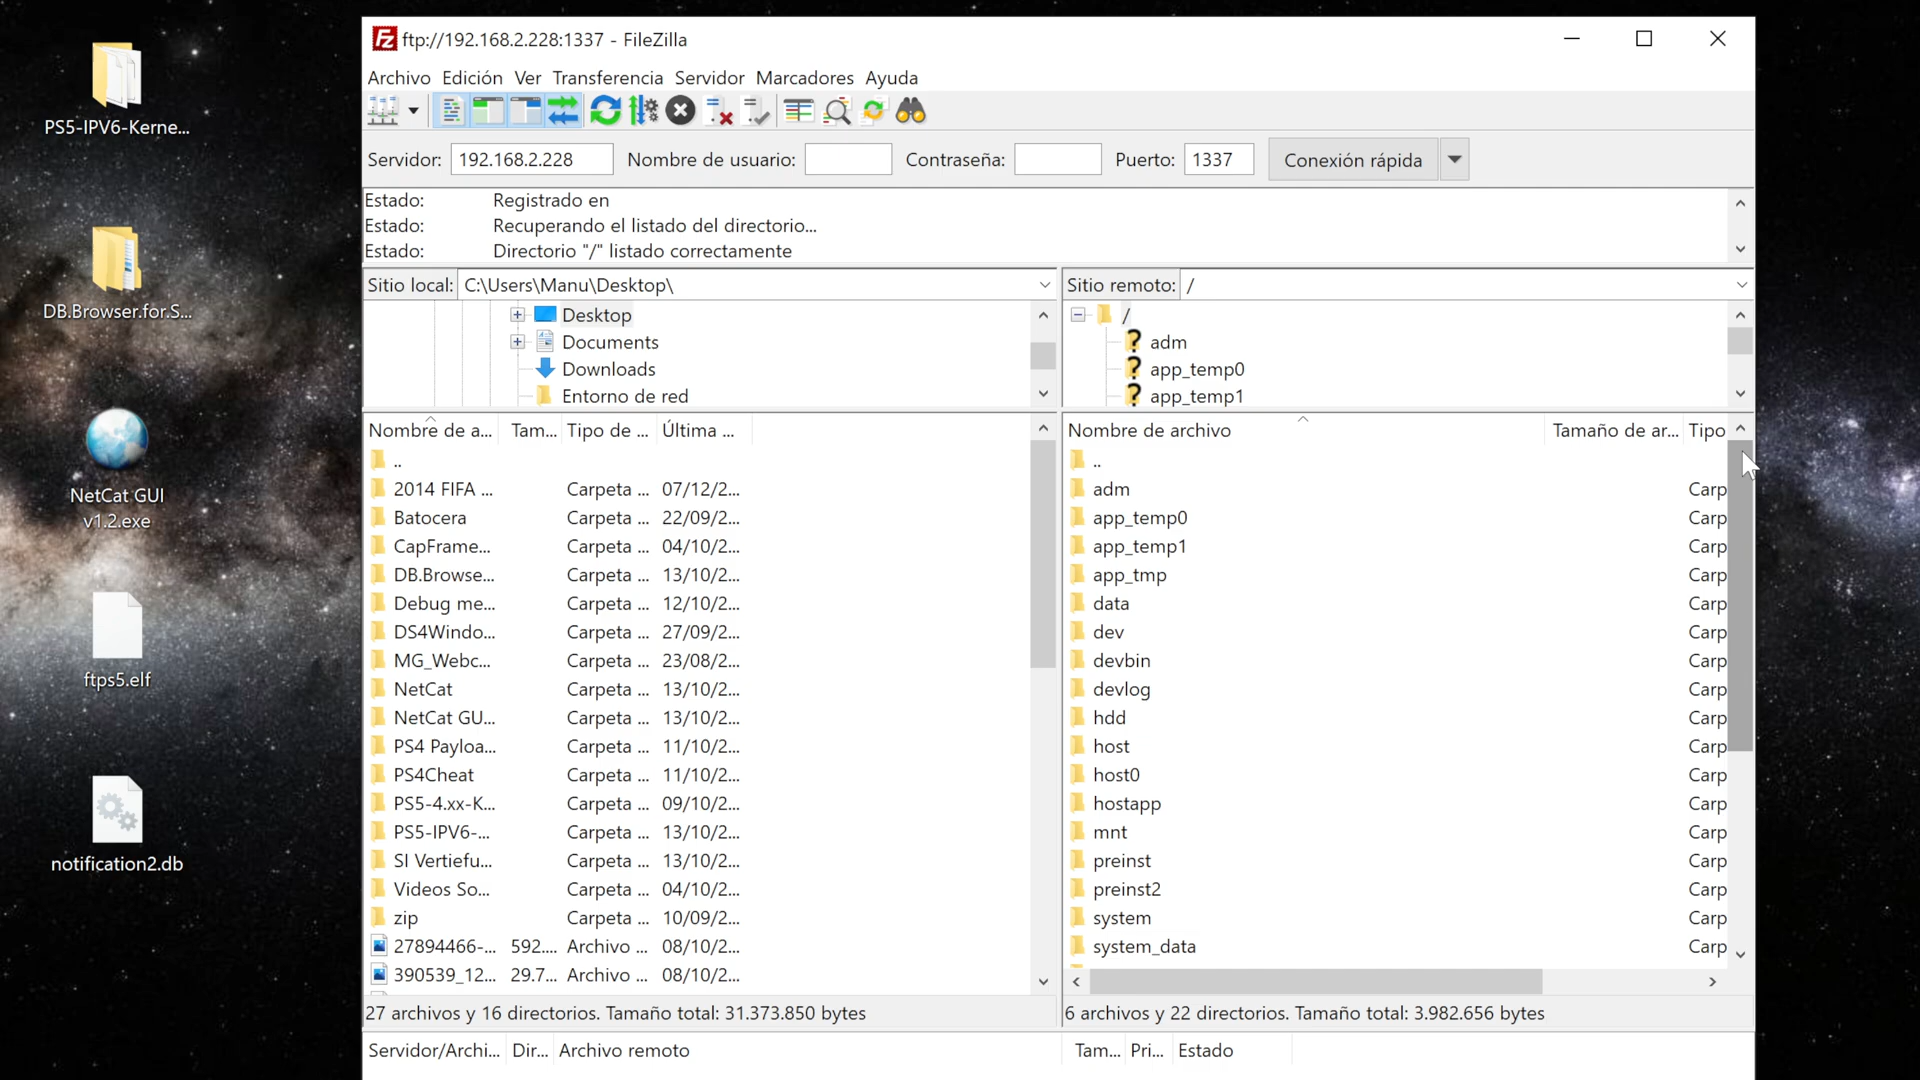 PS5-IPV6-Kerne...
DB.Browser.for.S...
NetCat GUI
v1.2.exe
ftps5.elf
notification2.db
ftp://192.168.2.228:1337 - FileZilla
Archivo Edición Ver Transferencia Servidor Marcadores Ayuda
Servidor: 192.168.2.228 Nombre de usuario: Contraseña: Puerto: 1337 Conexión rápida
Estado: Registrado en
Estado: Recuperando el listado del directorio...
Estado: Directorio "/" listado correctamente
Sitio local: C:\Users\Manu\Desktop\
Desktop
Documents
Downloads
Entorno de red
Nombre de a... Tam... Tipo de ... Última ...
..
2014 FIFA ... Carpeta ... 07/12/2...
Batocera Carpeta ... 22/09/2...
CapFrame... Carpeta ... 04/10/2...
DB.Browse... Carpeta ... 13/10/2...
Debug me... Carpeta ... 12/10/2...
DS4Windo... Carpeta ... 27/09/2...
MG_Webc... Carpeta ... 23/08/2...
NetCat Carpeta ... 13/10/2...
NetCat GU... Carpeta ... 13/10/2...
PS4 Payloa... Carpeta ... 11/10/2...
PS4Cheat Carpeta ... 11/10/2...
PS5-4.xx-K... Carpeta ... 09/10/2...
PS5-IPV6-... Carpeta ... 13/10/2...
SI Vertiefu... Carpeta ... 13/10/2...
Videos So... Carpeta ... 04/10/2...
zip Carpeta ... 10/09/2...
27894466-... 592.... Archivo ... 08/10/2...
390539_12... 29.7... Archivo ... 08/10/2...
27 archivos y 16 directorios. Tamaño total: 31.373.850 bytes
Sitio remoto: /
/
adm
app_temp0
app_temp1
Nombre de archivo Tamaño de ar... Tipo
..
adm Carp
app_temp0 Carp
app_temp1 Carp
app_tmp Carp
data Carp
dev Carp
devbin Carp
devlog Carp
hdd Carp
host Carp
host0 Carp
hostapp Carp
mnt Carp
preinst Carp
preinst2 Carp
system Carp
system_data Carp
6 archivos y 22 directorios. Tamaño total: 3.982.656 bytes
Servidor/Archi... Dir... Archivo remoto Tam... Pri... Estado